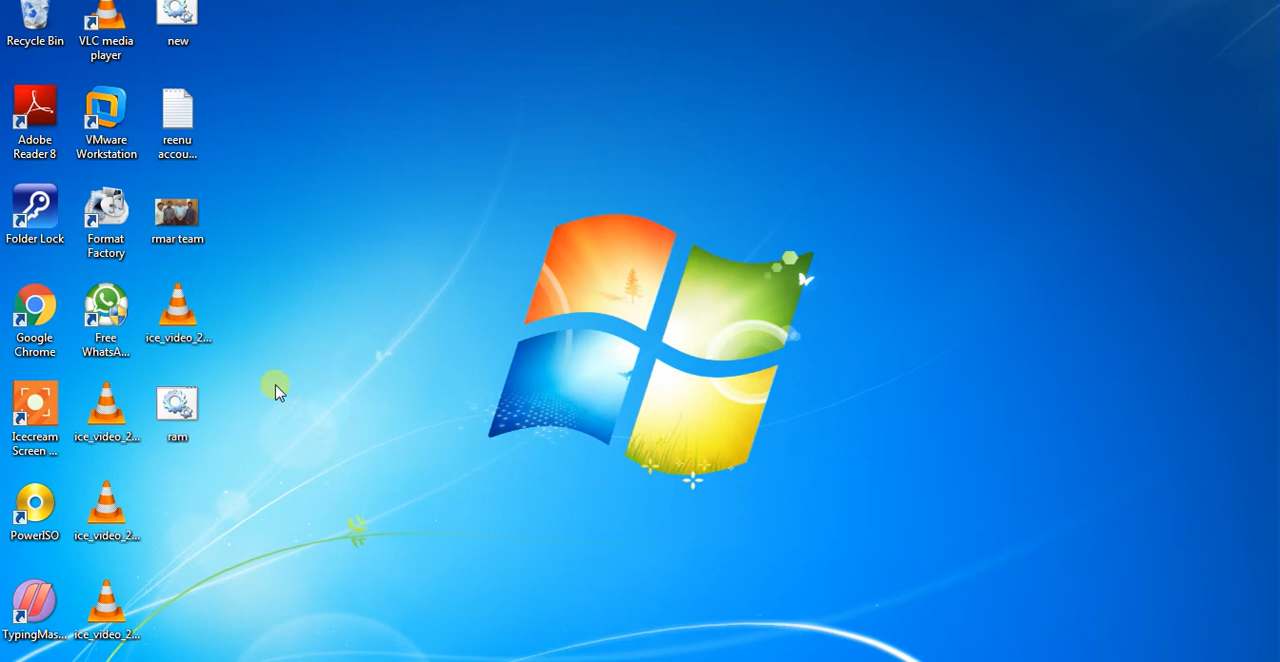 Recycle Bin
VLC media
player
new
Adobe
Reader 8
VMware
Workstation
reenu
accou...
Folder Lock
Format
Factory
rmar team
Google
Chrome
Free
WhatsA...
ice_video_2...
Icecream
Screen ...
ice_video_2...
ram
PowerISO
ice_video_2...
TypingMas...
ice_video_2...